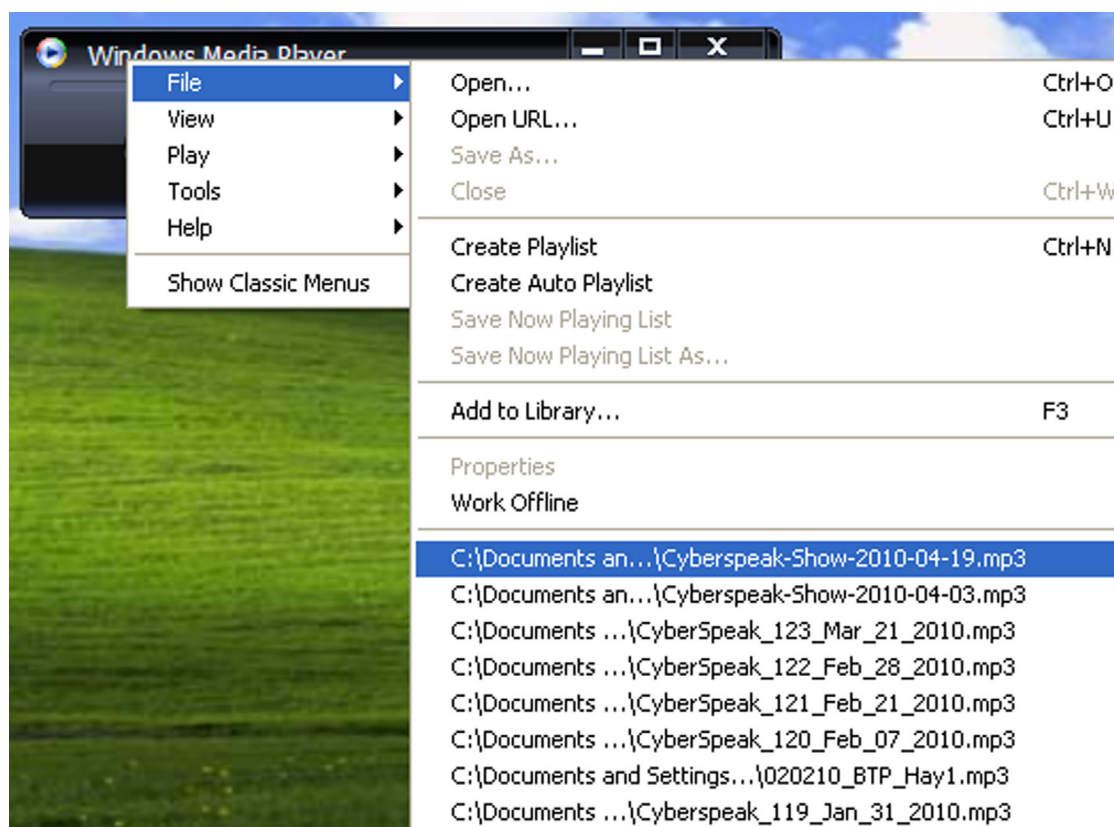 Windows Media Player
File
View
Play
Tools
Help
Show Classic Menus
Open... Ctrl+O
Open URL... Ctrl+U
Save As...
Close Ctrl+W
Create Playlist Ctrl+N
Create Auto Playlist
Save Now Playing List
Save Now Playing List As...
Add to Library... F3
Properties
Work Offline
C:\Documents an...\Cyberspeak-Show-2010-04-19.mp3
C:\Documents an...\Cyberspeak-Show-2010-04-03.mp3
C:\Documents ...\CyberSpeak_123_Mar_21_2010.mp3
C:\Documents ...\CyberSpeak_122_Feb_28_2010.mp3
C:\Documents ...\CyberSpeak_121_Feb_21_2010.mp3
C:\Documents ...\CyberSpeak_120_Feb_07_2010.mp3
C:\Documents and Settings...\020210_BTP_Hay1.mp3
C:\Documents ...\Cyberspeak_119_Jan_31_2010.mp3